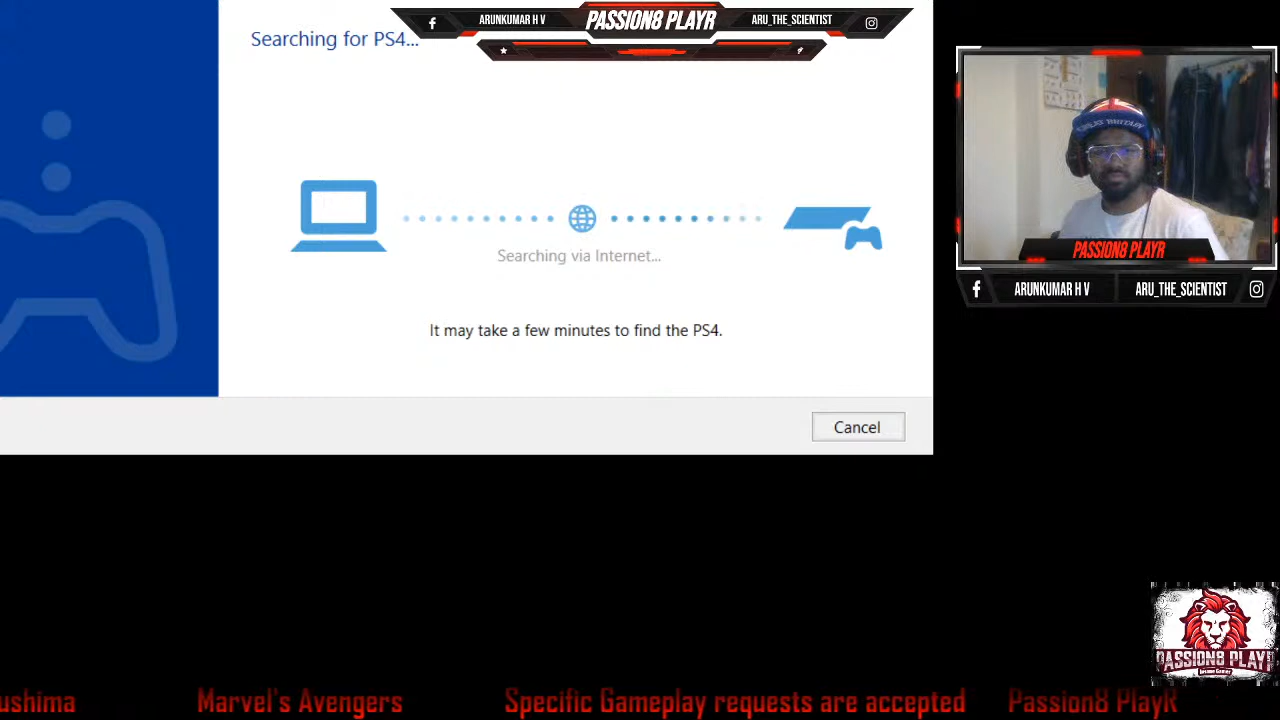 ARUNKUMAR H V
PASSION8 PLAYR
ARU_THE_SCIENTIST
Searching for PS4...
Searching via Internet...
It may take a few minutes to find the PS4.
Cancel
PASSION8 PLAYR
ARUNKUMAR H V
ARU_THE_SCIENTIST
PASSION8 PLAYR
ushima Marvel's Avengers Specific Gameplay requests are accepted Passion8 PlayR